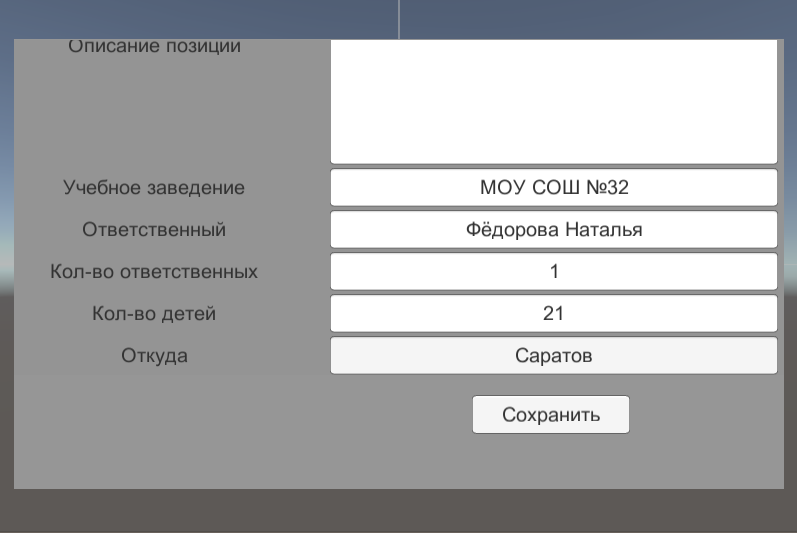 Описание позиции
Учебное заведение МОУ СОШ №32
Ответственный Фёдорова Наталья
Кол-во ответственных 1
Кол-во детей 21
Откуда Саратов
Сохранить